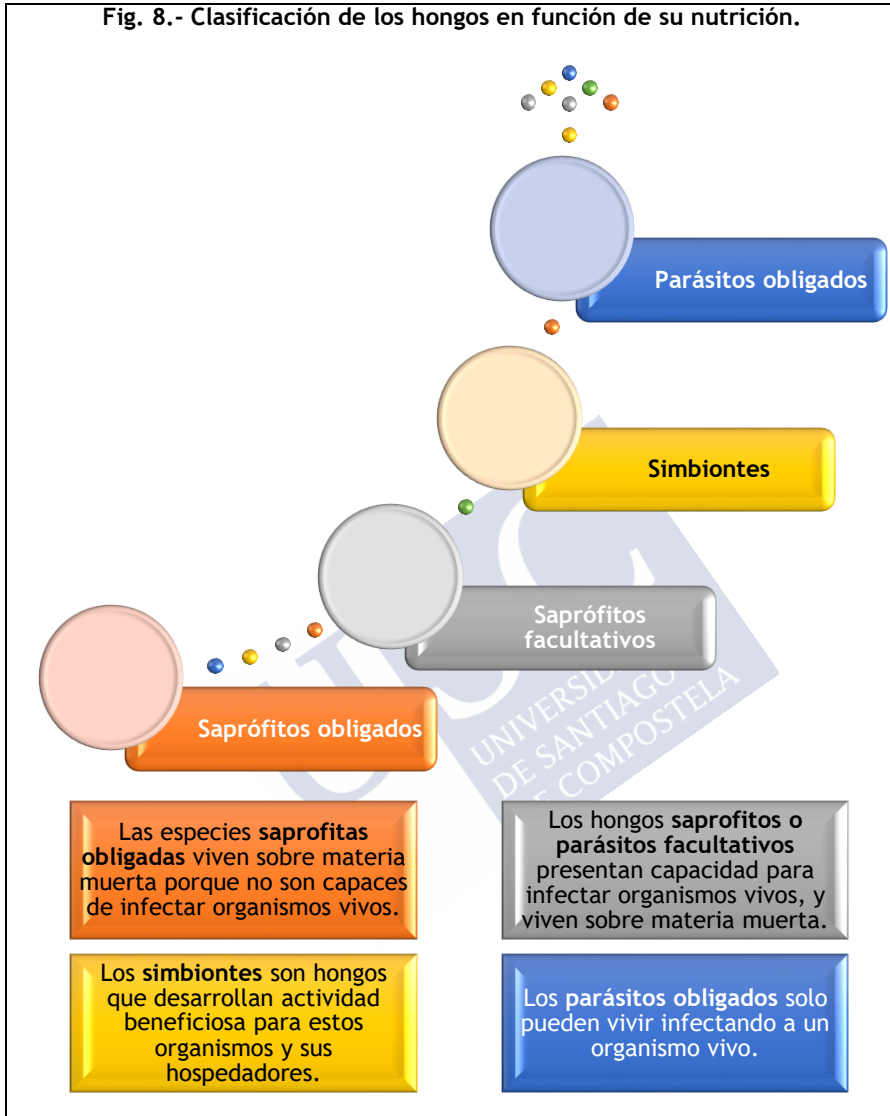 Fig. 8.- Clasificación de los hongos en función de su nutrición.
Parásitos obligados
Simbiontes
Saprófitos
facultativos
Saprófitos obligados
UNIVERSI
DE SANTIAGO
DE COMPOSTELA
Las especies saprofitas
obligadas viven sobre materia
muerta porque no son capaces
de infectar organismos vivos.
Los hongos saprofitos o
parásitos facultativos
presentan capacidad para
infectar organismos vivos, y
viven sobre materia muerta.
Los simbiontes son hongos
que desarrollan actividad
beneficiosa para estos
organismos y sus
hospedadores.
Los parásitos obligados solo
pueden vivir infectando a un
organismo vivo.